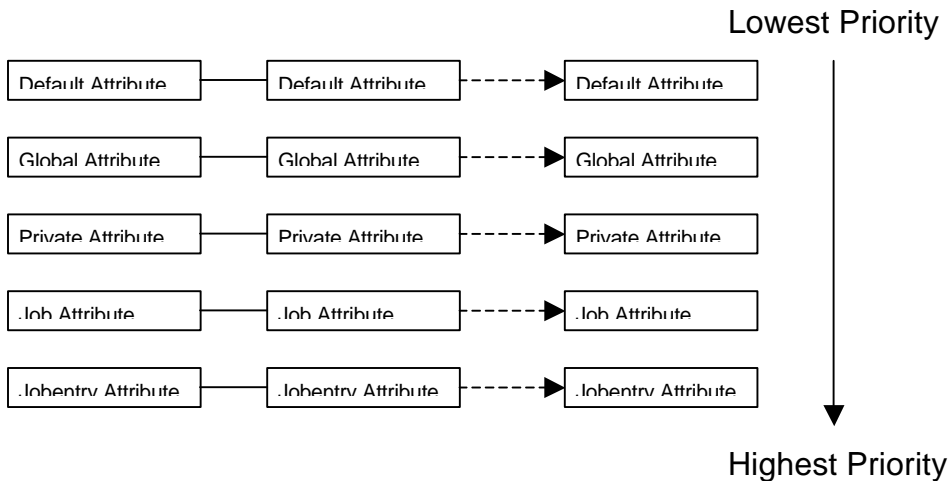 Lowest Priority
Default Attribute Default Attribute Default Attribute
Global Attribute Global Attribute Global Attribute
Private Attribute Private Attribute Private Attribute
Job Attribute Job Attribute Job Attribute
Jobentry Attribute Jobentry Attribute Jobentry Attribute
Highest Priority